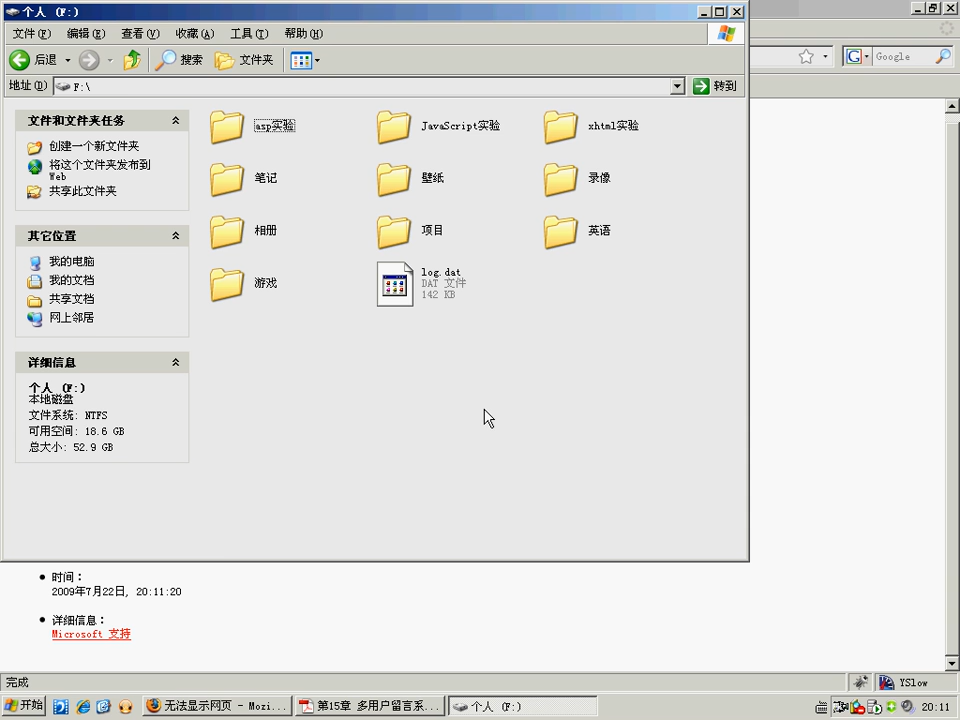 个人 (F:)
文件(F) 编辑(E) 查看(V) 收藏(A) 工具(T) 帮助(H)
后退 搜索 文件夹
地址(D) F:\ 转到
Google
文件和文件夹任务
创建一个新文件夹
将这个文件夹发布到
Web
共享此文件夹
其它位置
我的电脑
我的文档
共享文档
网上邻居
详细信息
个人 (F:)
本地磁盘
文件系统: NTFS
可用空间: 18.6 GB
总大小: 52.9 GB
asp实验 JavaScript实验 xhtml实验
笔记 壁纸 录像
相册 项目 英语
游戏 log.dat
DAT 文件
142 KB
时间：
2009年7月22日, 20:11:20
详细信息：
Microsoft 支持
完成 YSlow
开始 无法显示网页 - Mozi... 第15章 多用户留言系... 个人 (F:) 20:11